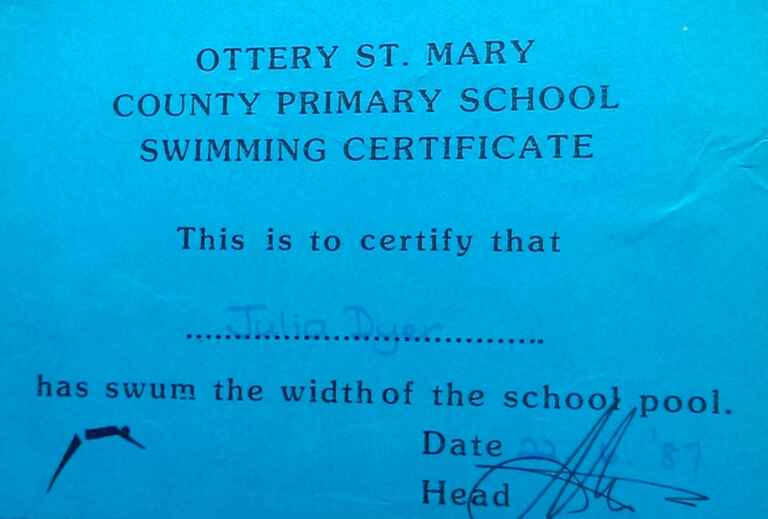 OTTERY ST. MARY
COUNTY PRIMARY SCHOOL
SWIMMING CERTIFICATE
This is to certify that
Julia Dyer
has swum the width of the school pool.
Date '87
Head